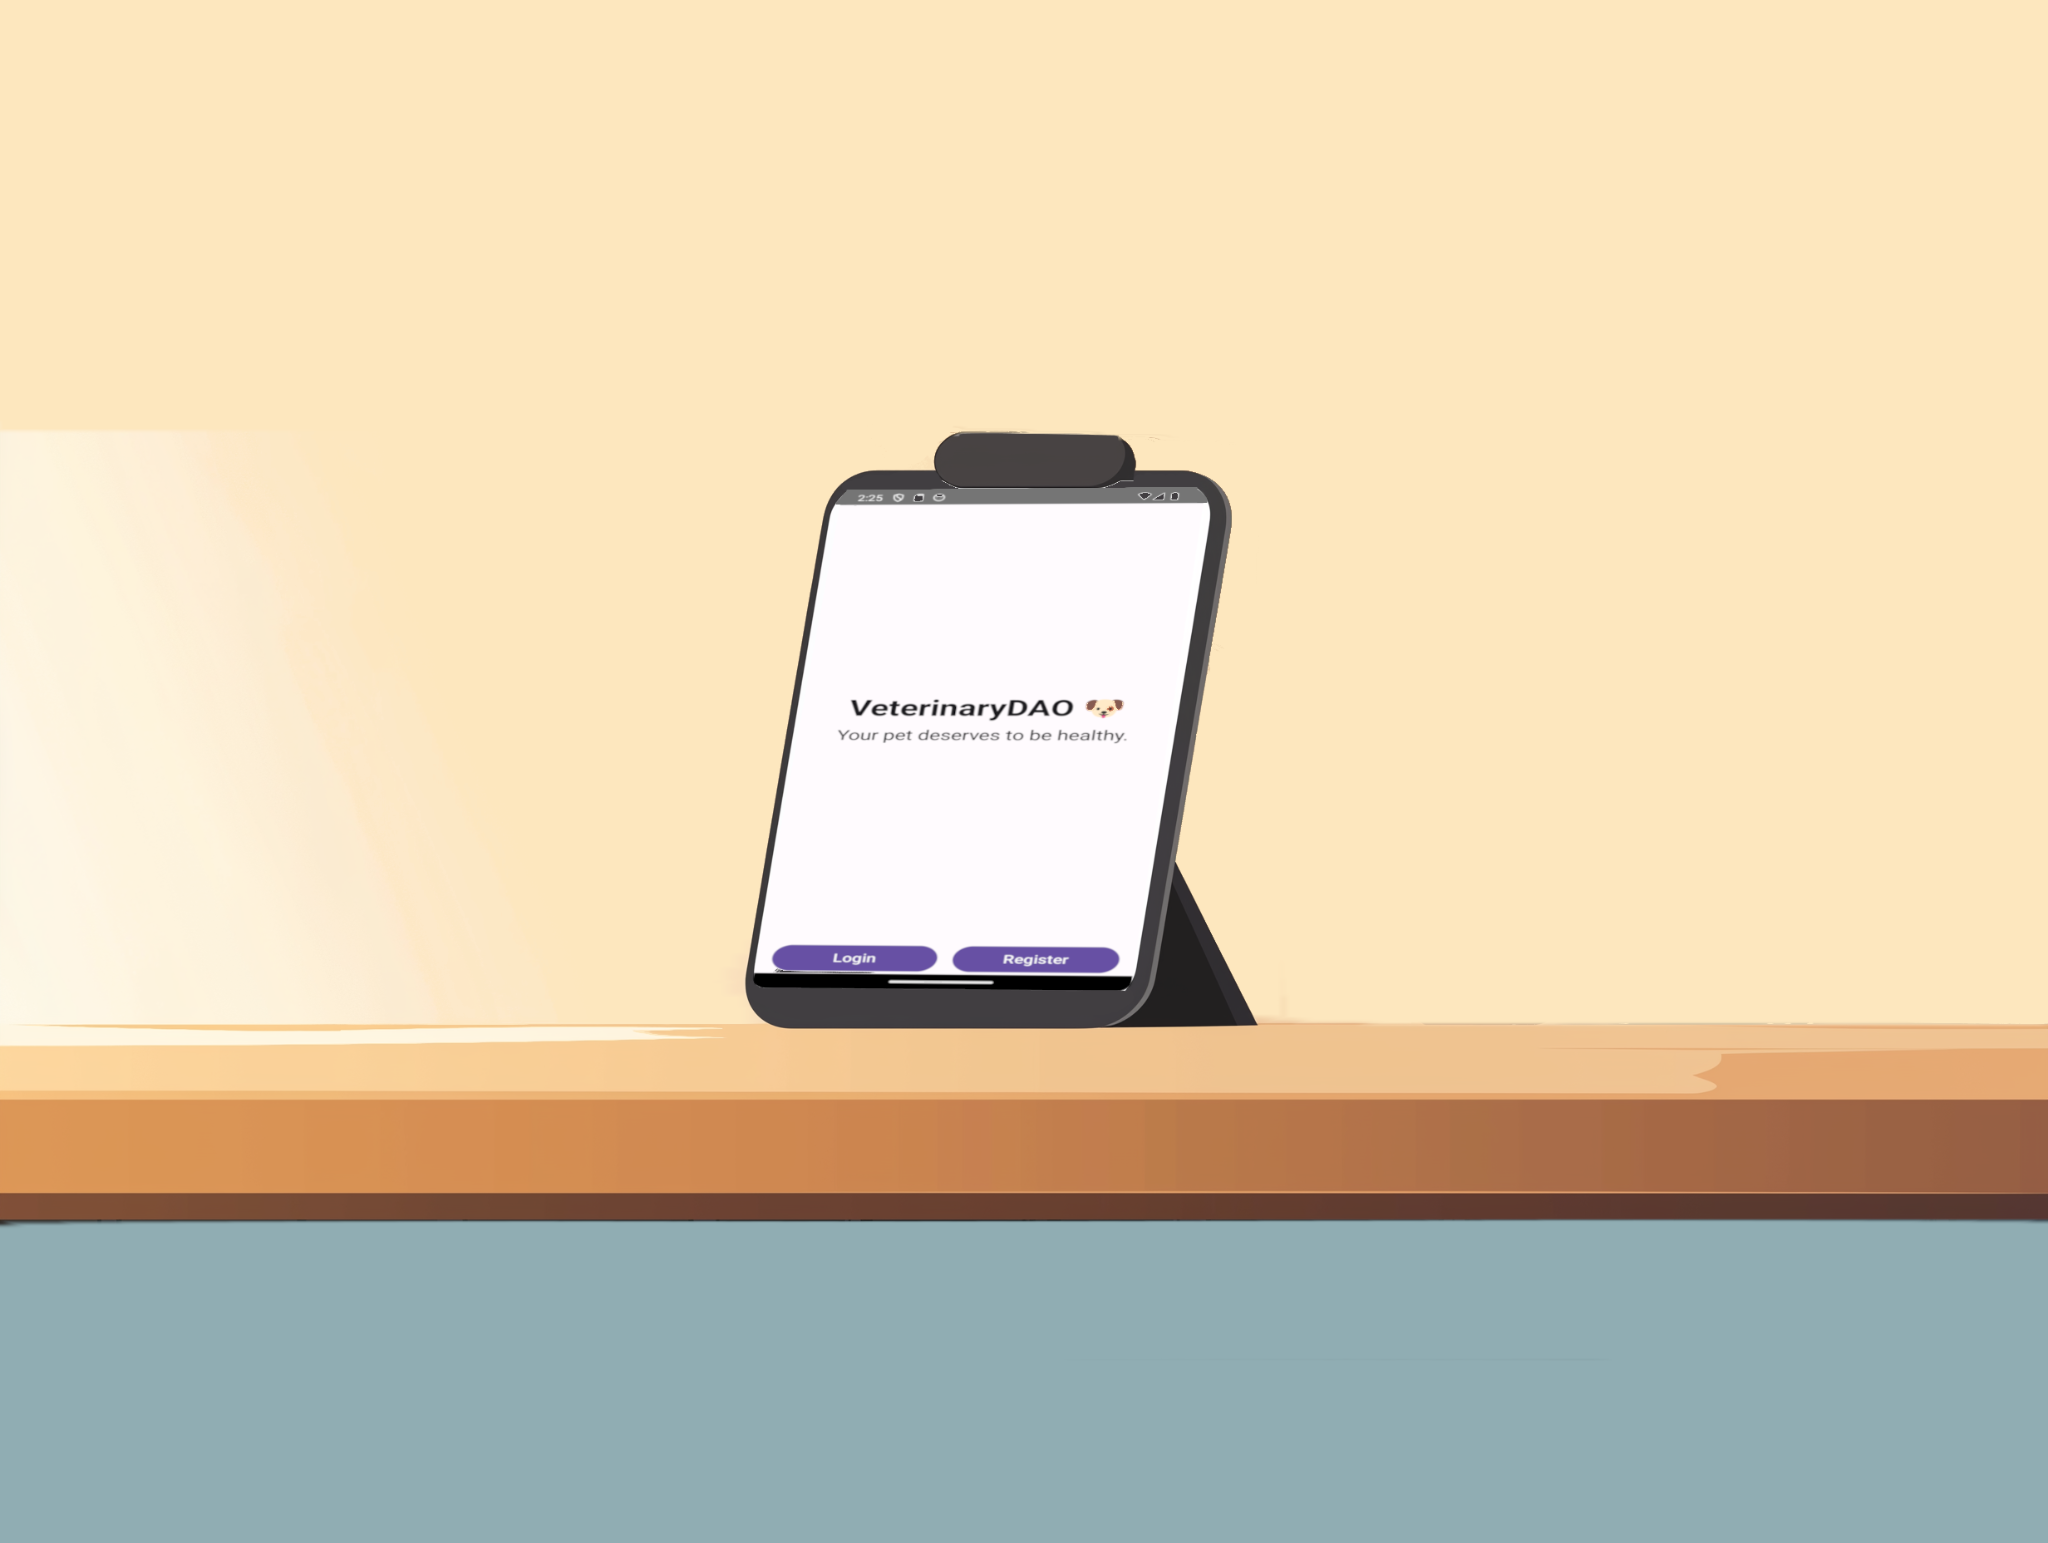 2:25
VeterinaryDAO 🐶
Your pet deserves to be healthy.
Login Register